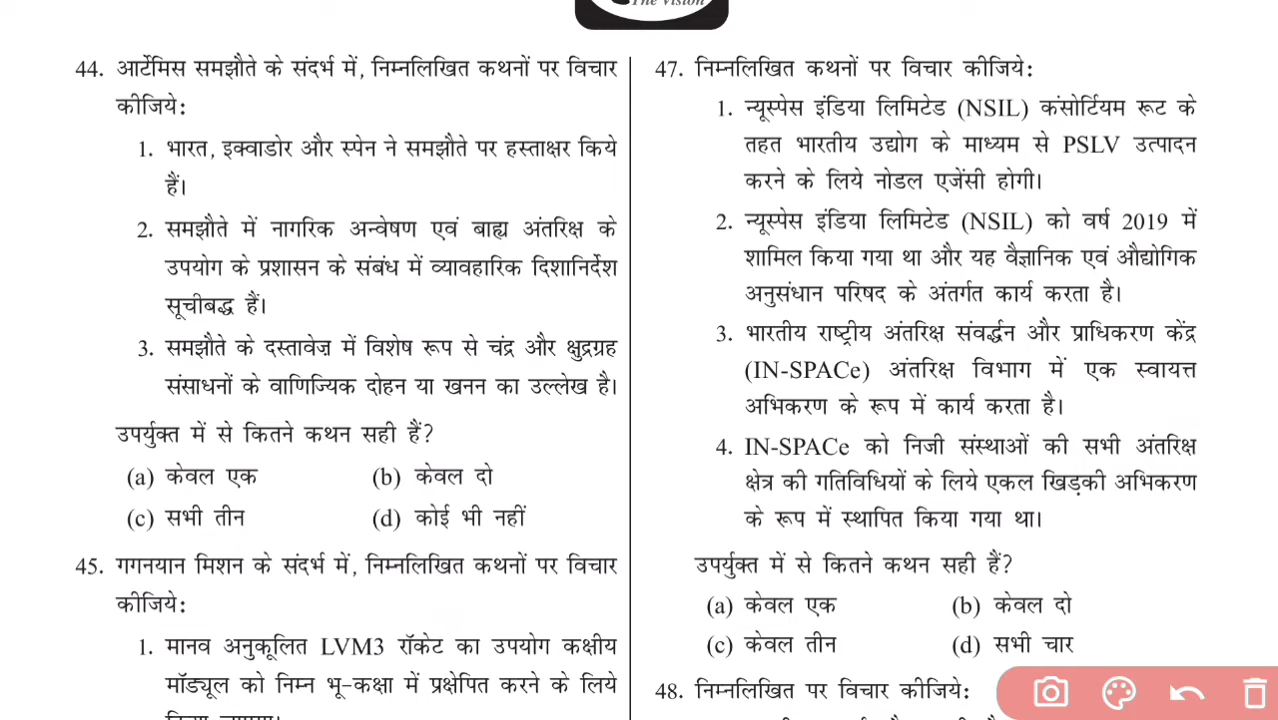 The Vision
44. आर्टेमिस समझौते के संदर्भ में, निम्नलिखित कथनों पर विचार
कीजिये:
1. भारत, इक्वाडोर और स्पेन ने समझौते पर हस्ताक्षर किये
हैं।
2. समझौते में नागरिक अन्वेषण एवं बाह्य अंतरिक्ष के
उपयोग के प्रशासन के संबंध में व्यावहारिक दिशानिर्देश
सूचीबद्ध हैं।
3. समझौते के दस्तावेज़ में विशेष रूप से चंद्र और क्षुद्रग्रह
संसाधनों के वाणिज्यिक दोहन या खनन का उल्लेख है।
उपर्युक्त में से कितने कथन सही हैं?
(a) केवल एक (b) केवल दो
(c) सभी तीन (d) कोई भी नहीं
45. गगनयान मिशन के संदर्भ में, निम्नलिखित कथनों पर विचार
कीजिये:
1. मानव अनुकूलित LVM3 रॉकेट का उपयोग कक्षीय
मॉड्यूल को निम्न भू-कक्षा में प्रक्षेपित करने के लिये
47. निम्नलिखित कथनों पर विचार कीजिये:
1. न्यूस्पेस इंडिया लिमिटेड (NSIL) कंसोर्टियम रूट के
तहत भारतीय उद्योग के माध्यम से PSLV उत्पादन
करने के लिये नोडल एजेंसी होगी।
2. न्यूस्पेस इंडिया लिमिटेड (NSIL) को वर्ष 2019 में
शामिल किया गया था और यह वैज्ञानिक एवं औद्योगिक
अनुसंधान परिषद के अंतर्गत कार्य करता है।
3. भारतीय राष्ट्रीय अंतरिक्ष संवर्द्धन और प्राधिकरण केंद्र
(IN-SPACe) अंतरिक्ष विभाग में एक स्वायत्त
अभिकरण के रूप में कार्य करता है।
4. IN-SPACe को निजी संस्थाओं की सभी अंतरिक्ष
क्षेत्र की गतिविधियों के लिये एकल खिड़की अभिकरण
के रूप में स्थापित किया गया था।
उपर्युक्त में से कितने कथन सही हैं?
(a) केवल एक (b) केवल दो
(c) केवल तीन (d) सभी चार
48. निम्नलिखित पर विचार कीजिये: